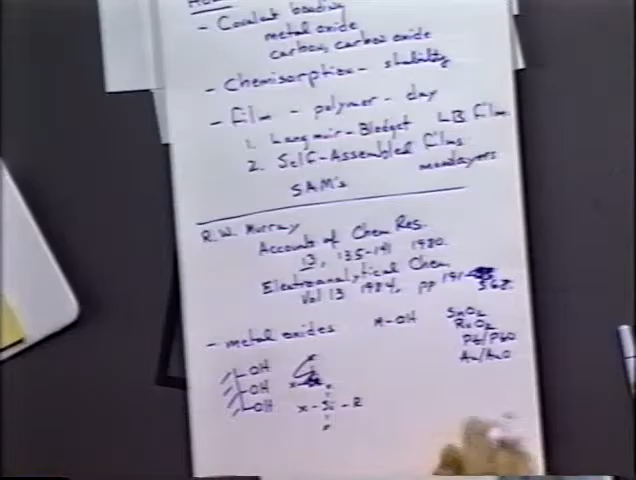 - Covalent bonding
metal oxide
carbon, carbon oxide
- Chemisorption - stability
- Film - polymer - clay
1. Langmuir-Blodget LB Film
2. Self-Assembled Films
monolayers
SAM's
R.W. Murray
Accounts of Chem Res.
13, 135-141 1980.
Electroanalytical Chem
Vol 13 1984, pp 191- 368.
- metal oxides M-OH SnO2
RuO2
Pt/PtO
Au/AuO
OH
OH
OH x-Si-R